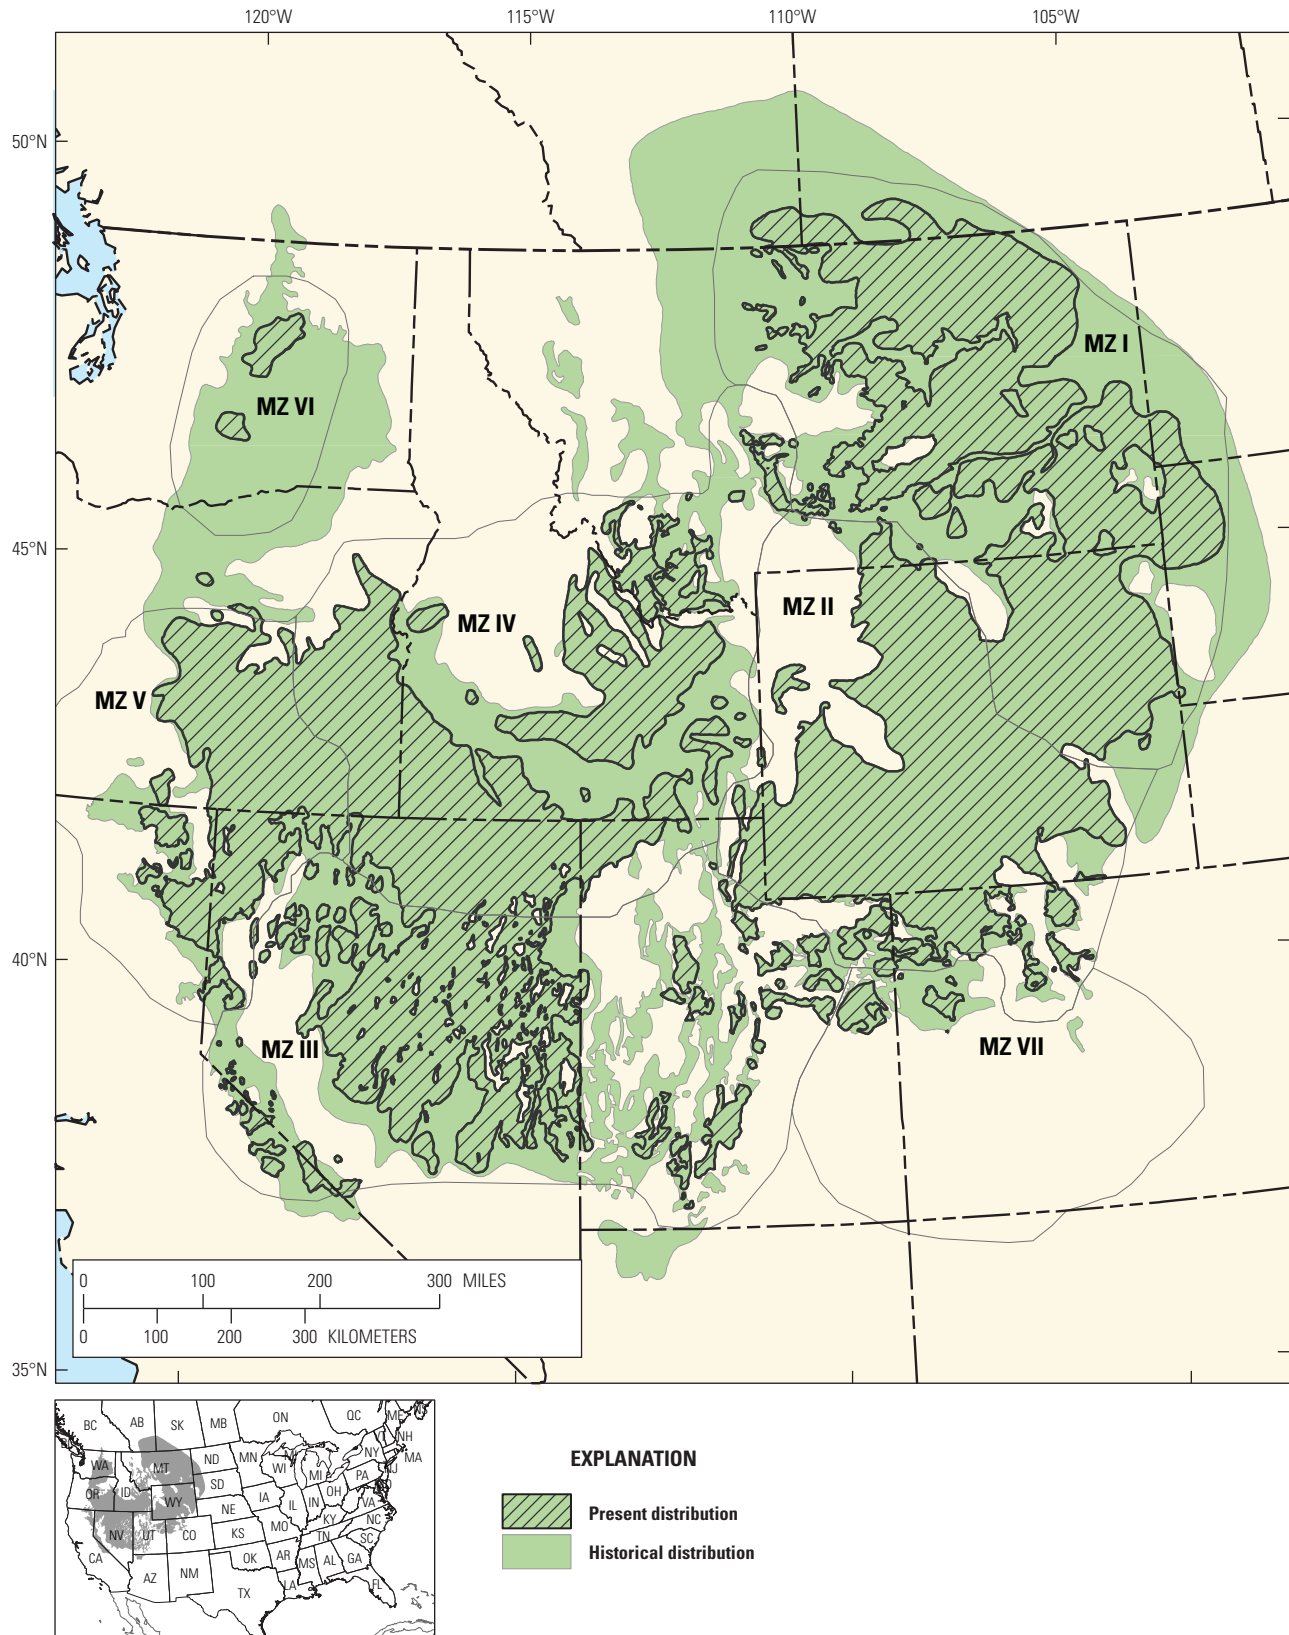 120°W 115°W 110°W 105°W
50°N
45°N
40°N
35°N
MZ I
MZ VI
MZ II
MZ IV
MZ V
MZ III
MZ VII
0 100 200 300 MILES
0 100 200 300 KILOMETERS
BC AB SK MB ON QC ME
WA MT ND MN NY VT NH MA
OR ID WY SD WI MI PA NJ
NE IA IL IN OH VA
NV UT CO KS MO KY NC
CA AZ NM OK AR TN SC
TX LA MS AL GA FL
EXPLANATION
Present distribution
Historical distribution